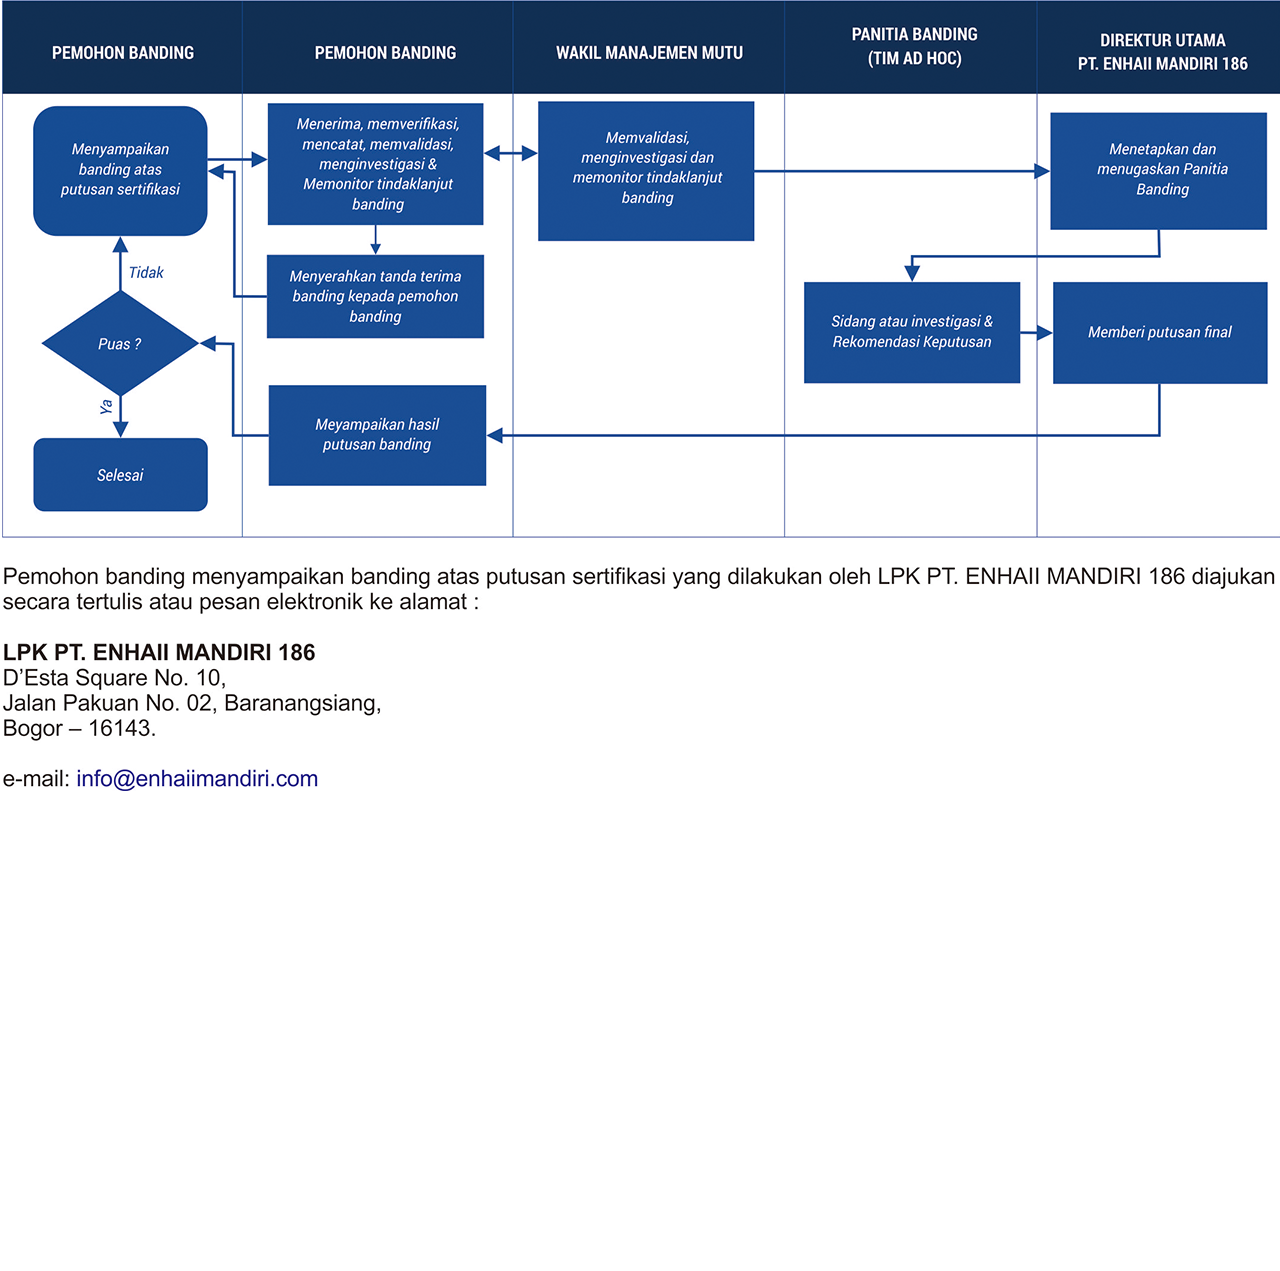 PEMOHON BANDING
PEMOHON BANDING
WAKIL MANAJEMEN MUTU
PANITIA BANDING
(TIM AD HOC)
DIREKTUR UTAMA
PT. ENHAII MANDIRI 186
Menyampaikan
banding atas
putusan sertifikasi
Menerima, memverifikasi,
mencatat, memvalidasi,
menginvestigasi &
Memonitor tindaklanjut
banding
Memvalidasi,
menginvestigasi dan
memonitor tindaklanjut
banding
Menetapkan dan
menugaskan Panitia
Banding
Tidak
Menyerahkan tanda terima
banding kepada pemohon
banding
Sidang atau investigasi &
Rekomendasi Keputusan
Memberi putusan final
Puas ?
Ya
Meyampaikan hasil
putusan banding
Selesai
Pemohon banding menyampaikan banding atas putusan sertifikasi yang dilakukan oleh LPK PT. ENHAII MANDIRI 186 diajukan
secara tertulis atau pesan elektronik ke alamat :
LPK PT. ENHAII MANDIRI 186
D’Esta Square No. 10,
Jalan Pakuan No. 02, Baranangsiang,
Bogor – 16143.
e-mail: info@enhaiimandiri.com